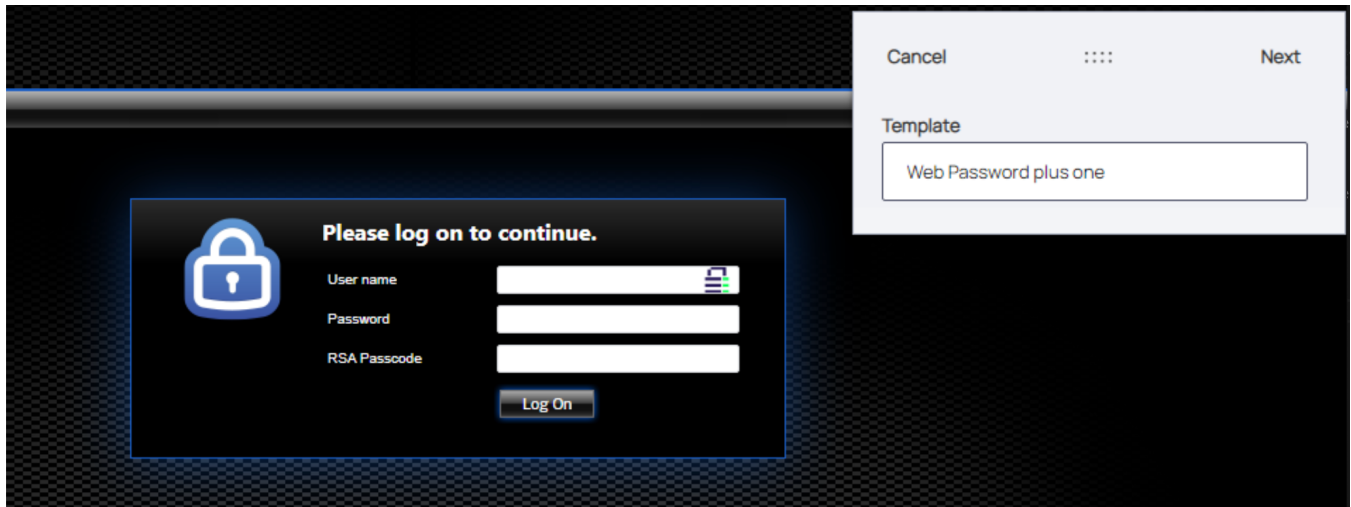 Cancel
Next
Template
Web Password plus one
Please log on to continue.
User name
Password
RSA Passcode
Log On